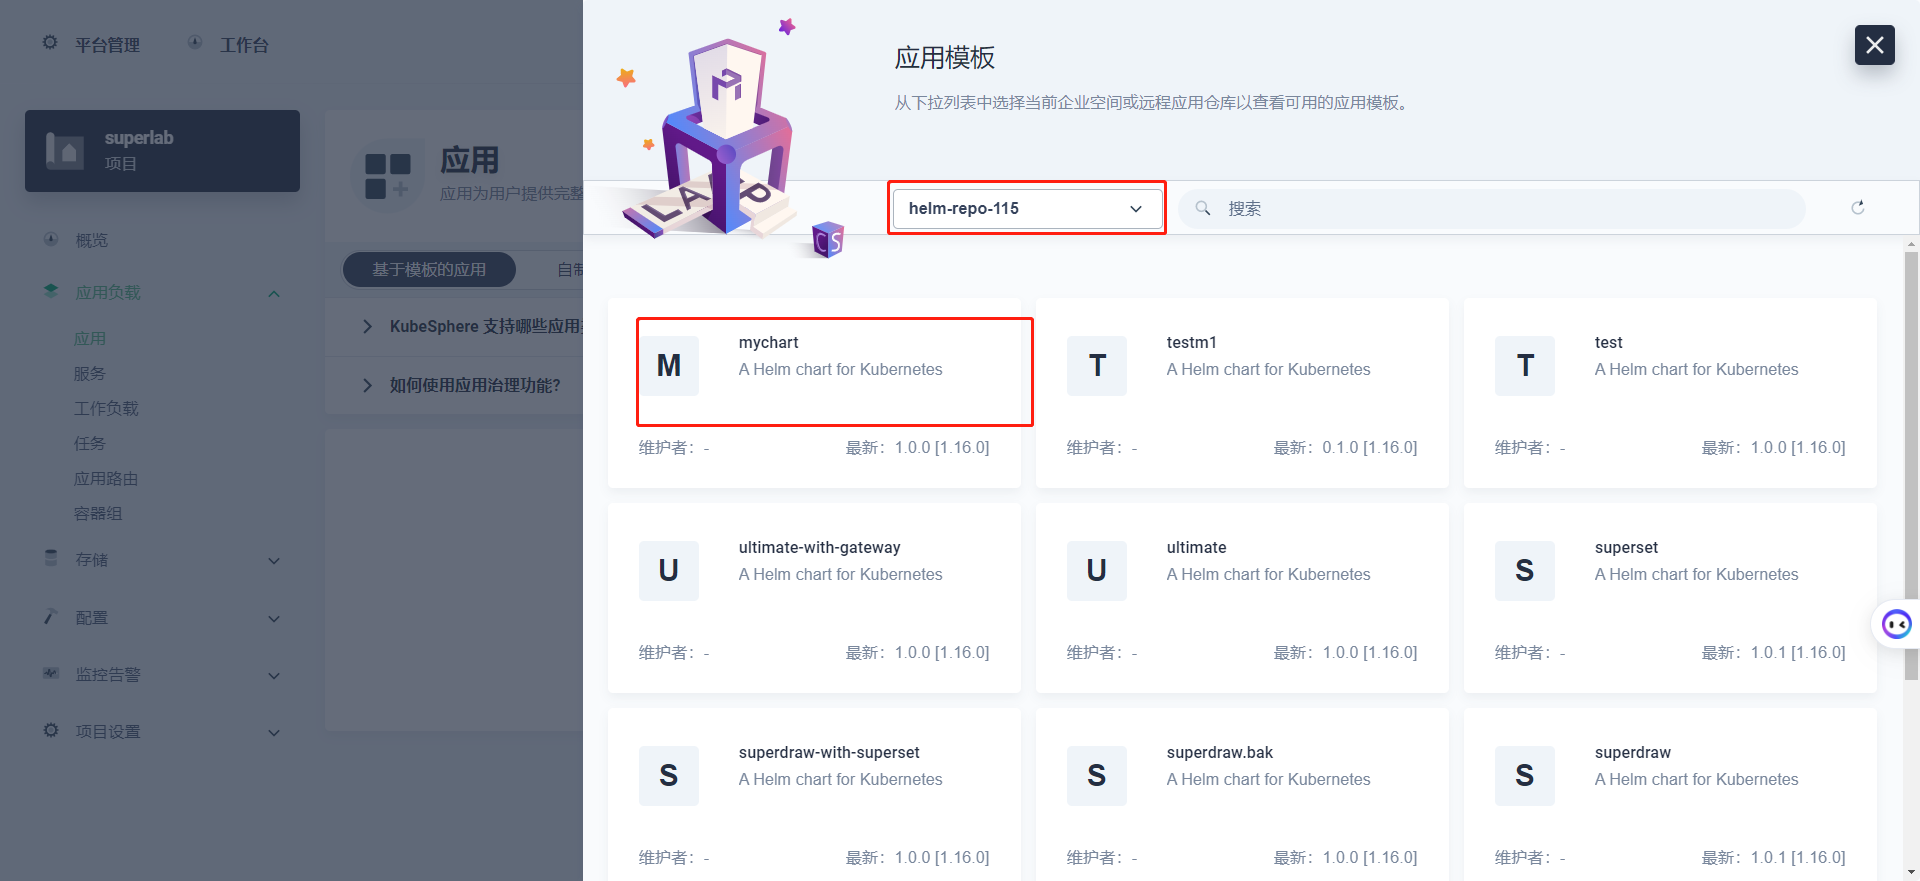 平台管理
工作台
superlab
项目
概览
应用负载
应用
服务
工作负载
任务
应用路由
容器组
存储
配置
监控告警
项目设置
应用
应用为用户提供完整
基于模板的应用
自制
KubeSphere 支持哪些应用
如何使用应用治理功能？
应用模板
从下拉列表中选择当前企业空间或远程应用仓库以查看可用的应用模板。
helm-repo-115
搜索
M
mychart
A Helm chart for Kubernetes
维护者：-
最新：1.0.0 [1.16.0]
T
testm1
A Helm chart for Kubernetes
维护者：-
最新：0.1.0 [1.16.0]
T
test
A Helm chart for Kubernetes
维护者：-
最新：1.0.0 [1.16.0]
U
ultimate-with-gateway
A Helm chart for Kubernetes
维护者：-
最新：1.0.0 [1.16.0]
U
ultimate
A Helm chart for Kubernetes
维护者：-
最新：1.0.0 [1.16.0]
S
superset
A Helm chart for Kubernetes
维护者：-
最新：1.0.1 [1.16.0]
S
superdraw-with-superset
A Helm chart for Kubernetes
维护者：-
最新：1.0.0 [1.16.0]
S
superdraw.bak
A Helm chart for Kubernetes
维护者：-
最新：1.0.0 [1.16.0]
S
superdraw
A Helm chart for Kubernetes
维护者：-
最新：1.0.1 [1.16.0]